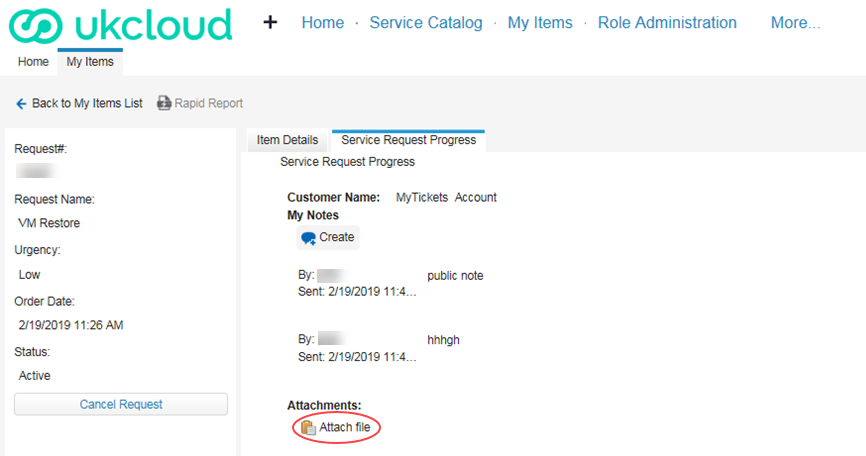 ukcloud + Home · Service Catalog · My Items · Role Administration More...
Home My Items
Back to My Items List Rapid Report
Item Details Service Request Progress
Request#:
Service Request Progress
Request Name:
VM Restore
Urgency:
Low
Order Date:
2/19/2019 11:26 AM
Status:
Active
Cancel Request
Customer Name: MyTickets Account
My Notes
Create
By: public note
Sent: 2/19/2019 11:4...
By: hhhgh
Sent: 2/19/2019 11:4...
Attachments:
Attach file